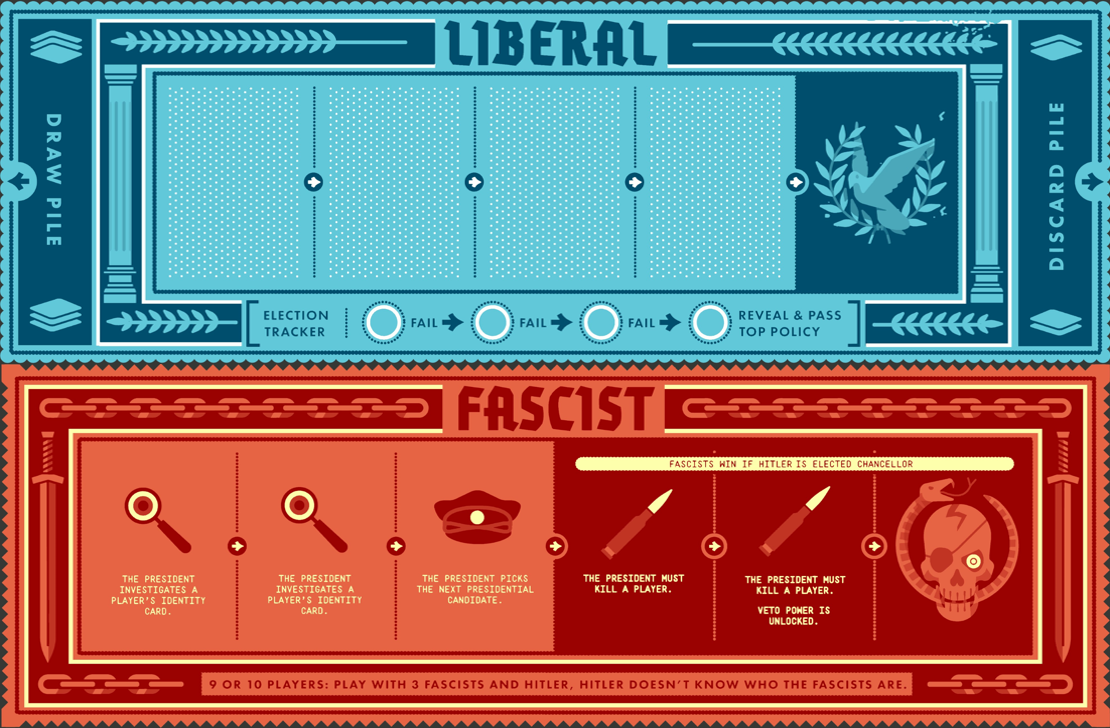 LIBERAL
DRAW PILE
DISCARD PILE
ELECTION
TRACKER
FAIL
FAIL
FAIL
REVEAL & PASS
TOP POLICY
FASCIST
FASCISTS WIN IF HITLER IS ELECTED CHANCELLOR
THE PRESIDENT
INVESTIGATES A
PLAYER'S IDENTITY
CARD.
THE PRESIDENT
INVESTIGATES A
PLAYER'S IDENTITY
CARD.
THE PRESIDENT PICKS
THE NEXT PRESIDENTIAL
CANDIDATE.
THE PRESIDENT MUST
KILL A PLAYER.
THE PRESIDENT MUST
KILL A PLAYER.
VETO POWER IS
UNLOCKED.
9 OR 10 PLAYERS: PLAY WITH 3 FASCISTS AND HITLER, HITLER DOESN'T KNOW WHO THE FASCISTS ARE.